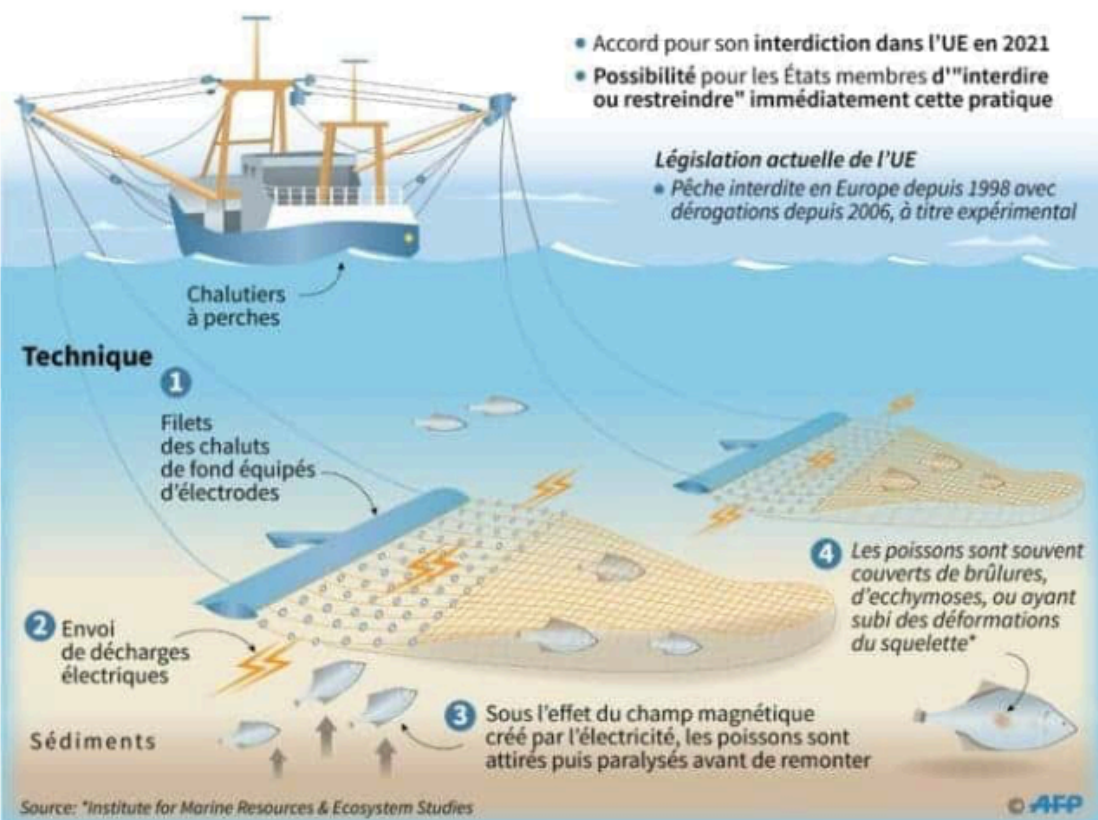 • Accord pour son interdiction dans l'UE en 2021
• Possibilité pour les États membres d'"interdire
ou restreindre" immédiatement cette pratique
Législation actuelle de l'UE
• Pêche interdite en Europe depuis 1998 avec
dérogations depuis 2006, à titre expérimental
Chalutiers
à perches
Technique
1
Filets
des chaluts
de fond équipés
d'électrodes
2 Envoi
de décharges
électriques
Sédiments
3 Sous l'effet du champ magnétique
créé par l'électricité, les poissons sont
attirés puis paralysés avant de remonter
4 Les poissons sont souvent
couverts de brûlures,
d'ecchymoses, ou ayant
subi des déformations
du squelette*
Source: *Institute for Marine Resources & Ecosystem Studies
© AFP